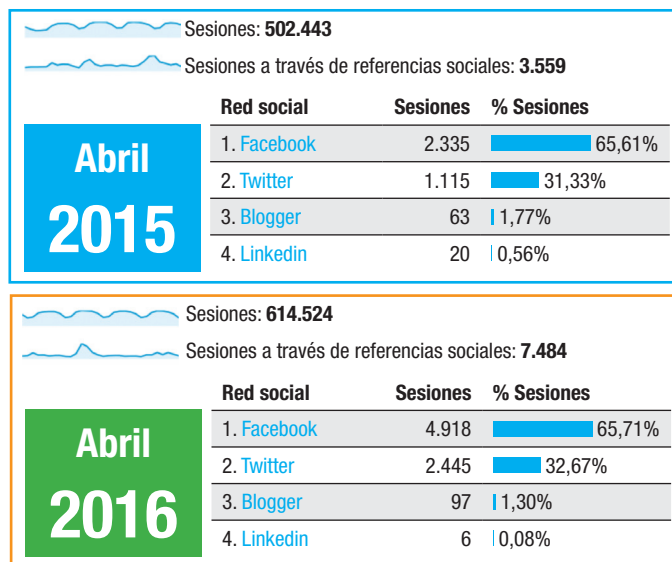 Sesiones: 502.443
Sesiones a través de referencias sociales: 3.559
Abril
2015
Red social Sesiones % Sesiones
1. Facebook 2.335 65,61%
2. Twitter 1.115 31,33%
3. Blogger 63 1,77%
4. Linkedin 20 0,56%
Sesiones: 614.524
Sesiones a través de referencias sociales: 7.484
Abril
2016
Red social Sesiones % Sesiones
1. Facebook 4.918 65,71%
2. Twitter 2.445 32,67%
3. Blogger 97 1,30%
4. Linkedin 6 0,08%